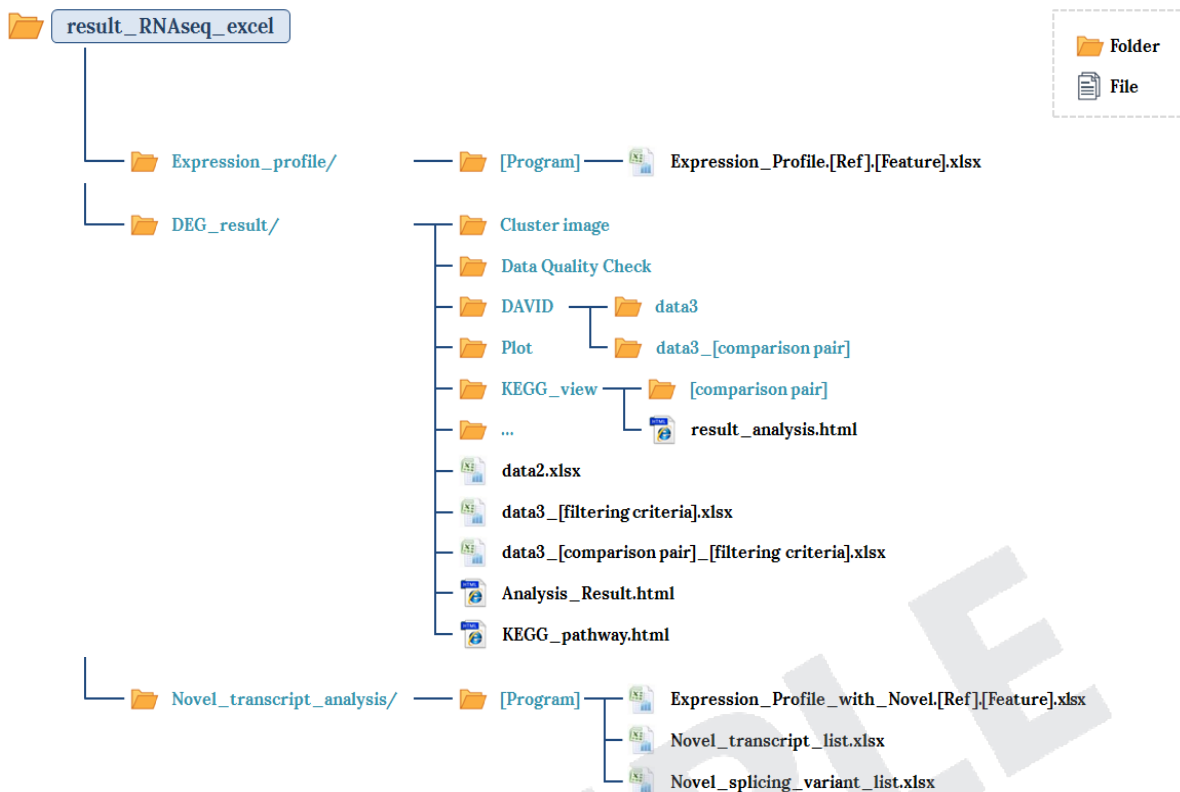 result_RNAseq_excel
Folder
File
Expression_profile/ [Program] Expression_Profile.[Ref].[Feature].xlsx
DEG_result/ Cluster image
Data Quality Check
DAVID data3
Plot data3_[comparison pair]
KEGG_view [comparison pair]
... result_analysis.html
data2.xlsx
data3_[filtering criteria].xlsx
data3_[comparison pair]_[filtering criteria].xlsx
Analysis_Result.html
KEGG_pathway.html
Novel_transcript_analysis/ [Program] Expression_Profile_with_Novel.[Ref].[Feature].xlsx
Novel_transcript_list.xlsx
Novel_splicing_variant_list.xlsx